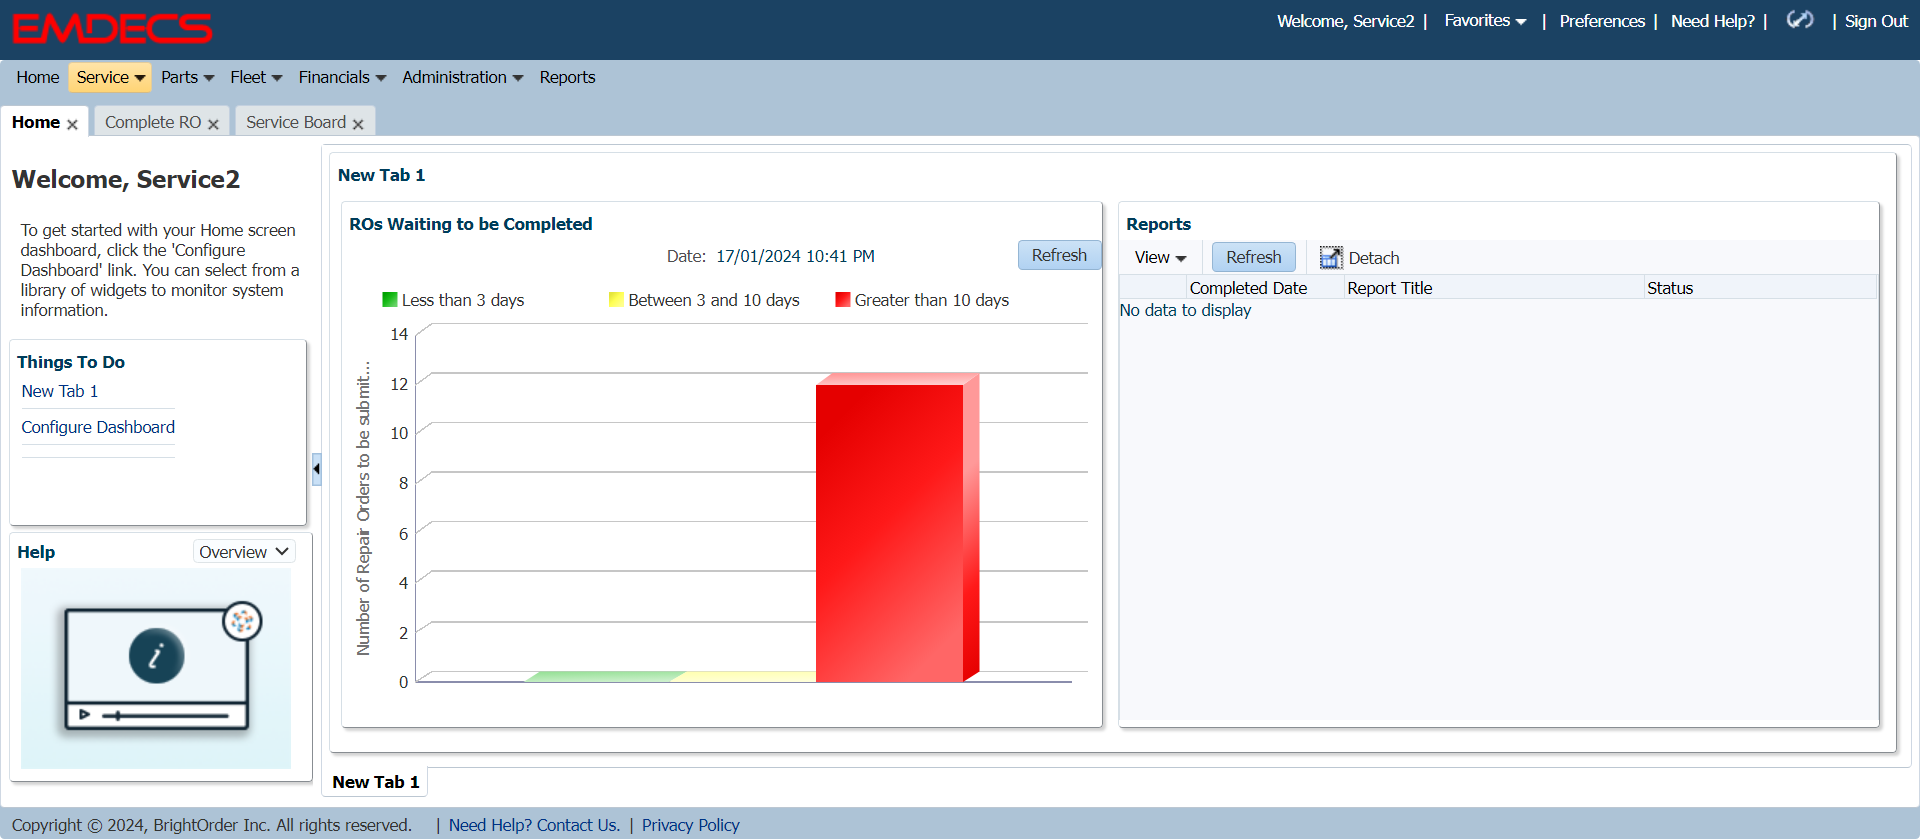 EMDECS
Welcome, Service2 | Favorites | Preferences | Need Help? | | Sign Out
Home Service Parts Fleet Financials Administration Reports
Home Complete RO Service Board
Welcome, Service2
To get started with your Home screen
dashboard, click the 'Configure
Dashboard' link. You can select from a
library of widgets to monitor system
information.
Things To Do
New Tab 1
Configure Dashboard
Help
Overview
i
New Tab 1
ROs Waiting to be Completed
Date: 17/01/2024 10:41 PM
Refresh
Less than 3 days Between 3 and 10 days Greater than 10 days
Number of Repair Orders to be submit...
14
12
10
8
6
4
2
0
Reports
View Refresh Detach
Completed Date Report Title Status
No data to display
New Tab 1
Copyright © 2024, BrightOrder Inc. All rights reserved. | Need Help? Contact Us. | Privacy Policy